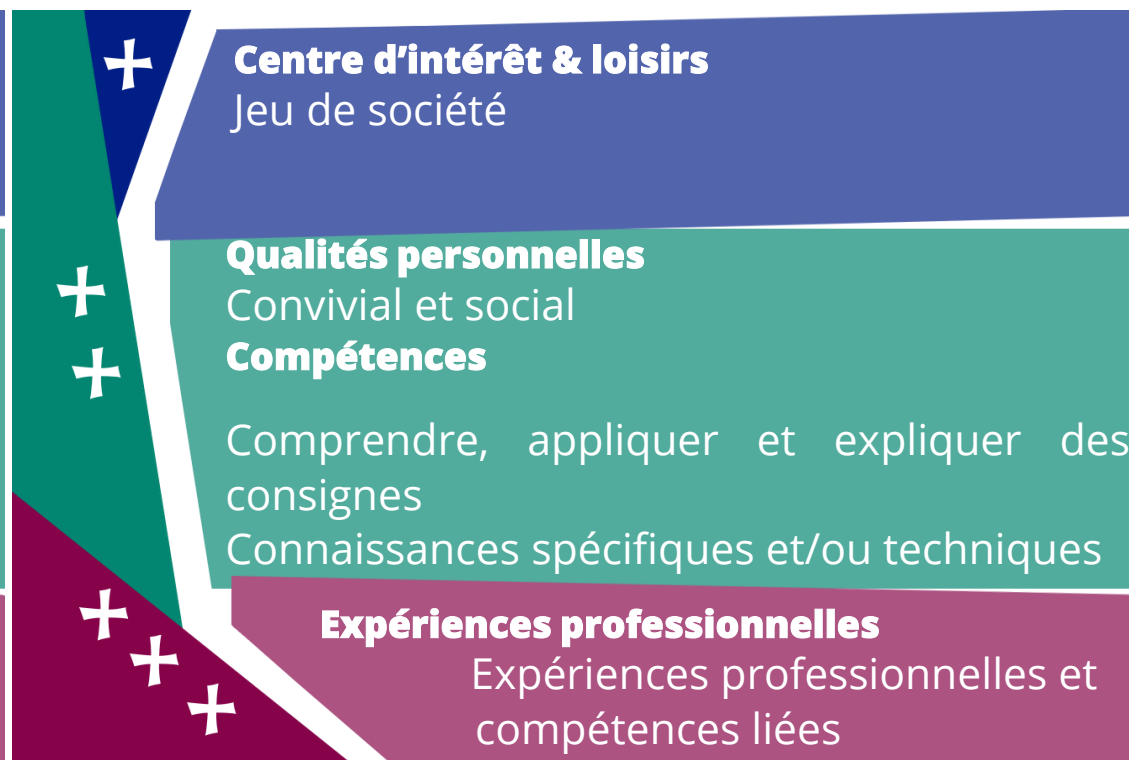 Centre d’intérêt & loisirs
Jeu de société
Qualités personnelles
Convivial et social
Compétences
Comprendre, appliquer et expliquer des
consignes
Connaissances spécifiques et/ou techniques
Expériences professionnelles
Expériences professionnelles et
compétences liées